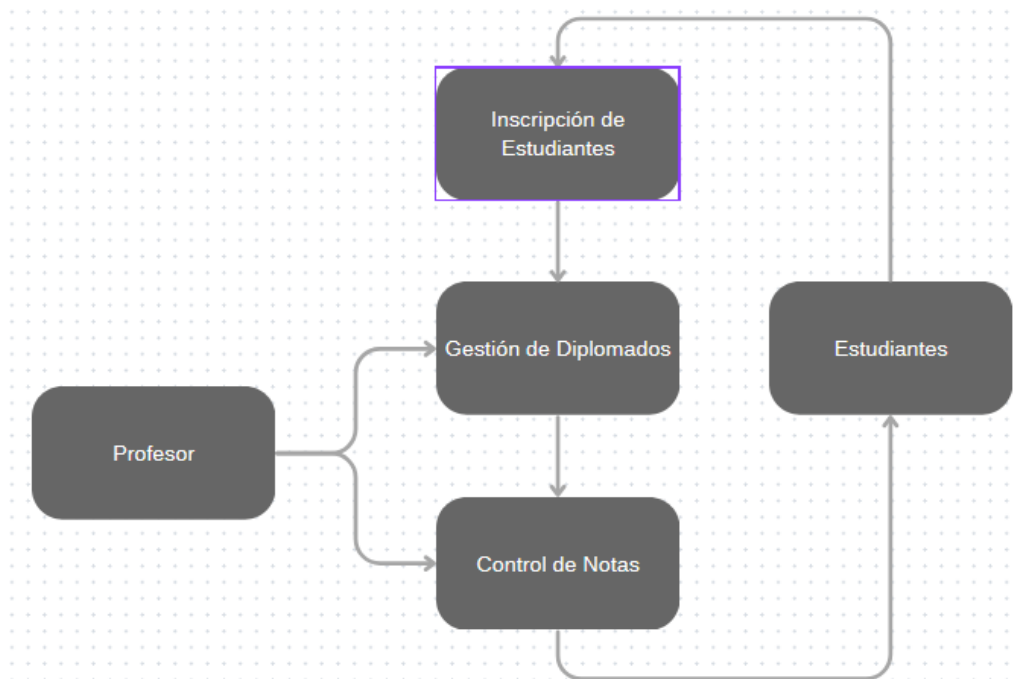 Inscripción de
Estudiantes
Gestión de Diplomados
Estudiantes
Profesor
Control de Notas